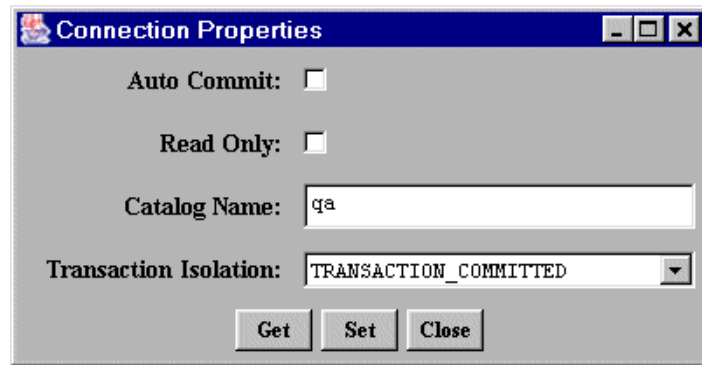 Connection Properties
Auto Commit:
Read Only:
Catalog Name: qa
Transaction Isolation: TRANSACTION_COMMITTED
Get Set Close